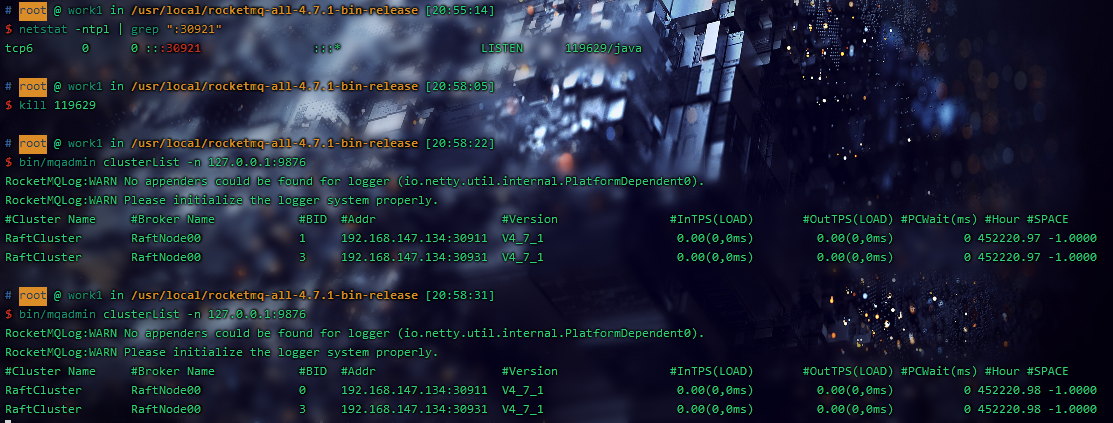 # root @ work1 in /usr/local/rocketmq-all-4.7.1-bin-release [20:55:14]
$ netstat -ntpl | grep ":30921"
tcp6       0      0 :::30921                :::*                    LISTEN      119629/java
# root @ work1 in /usr/local/rocketmq-all-4.7.1-bin-release [20:58:05]
$ kill 119629
# root @ work1 in /usr/local/rocketmq-all-4.7.1-bin-release [20:58:22]
$ bin/mqadmin clusterList -n 127.0.0.1:9876
RocketMQLog:WARN No appenders could be found for logger (io.netty.util.internal.PlatformDependent0).
RocketMQLog:WARN Please initialize the logger system properly.
#Cluster Name     #Broker Name            #BID  #Addr                  #Version                #InTPS(LOAD)       #OutTPS(LOAD) #PCWait(ms) #Hour #SPACE
RaftCluster       RaftNode00              1     192.168.147.134:30911  V4_7_1                   0.00(0,0ms)         0.00(0,0ms)          0 452220.97 -1.0000
RaftCluster       RaftNode00              3     192.168.147.134:30931  V4_7_1                   0.00(0,0ms)         0.00(0,0ms)          0 452220.97 -1.0000
# root @ work1 in /usr/local/rocketmq-all-4.7.1-bin-release [20:58:31]
$ bin/mqadmin clusterList -n 127.0.0.1:9876
RocketMQLog:WARN No appenders could be found for logger (io.netty.util.internal.PlatformDependent0).
RocketMQLog:WARN Please initialize the logger system properly.
#Cluster Name     #Broker Name            #BID  #Addr                  #Version                #InTPS(LOAD)       #OutTPS(LOAD) #PCWait(ms) #Hour #SPACE
RaftCluster       RaftNode00              0     192.168.147.134:30911  V4_7_1                   0.00(0,0ms)         0.00(0,0ms)          0 452220.98 -1.0000
RaftCluster       RaftNode00              3     192.168.147.134:30931  V4_7_1                   0.00(0,0ms)         0.00(0,0ms)          0 452220.98 -1.0000